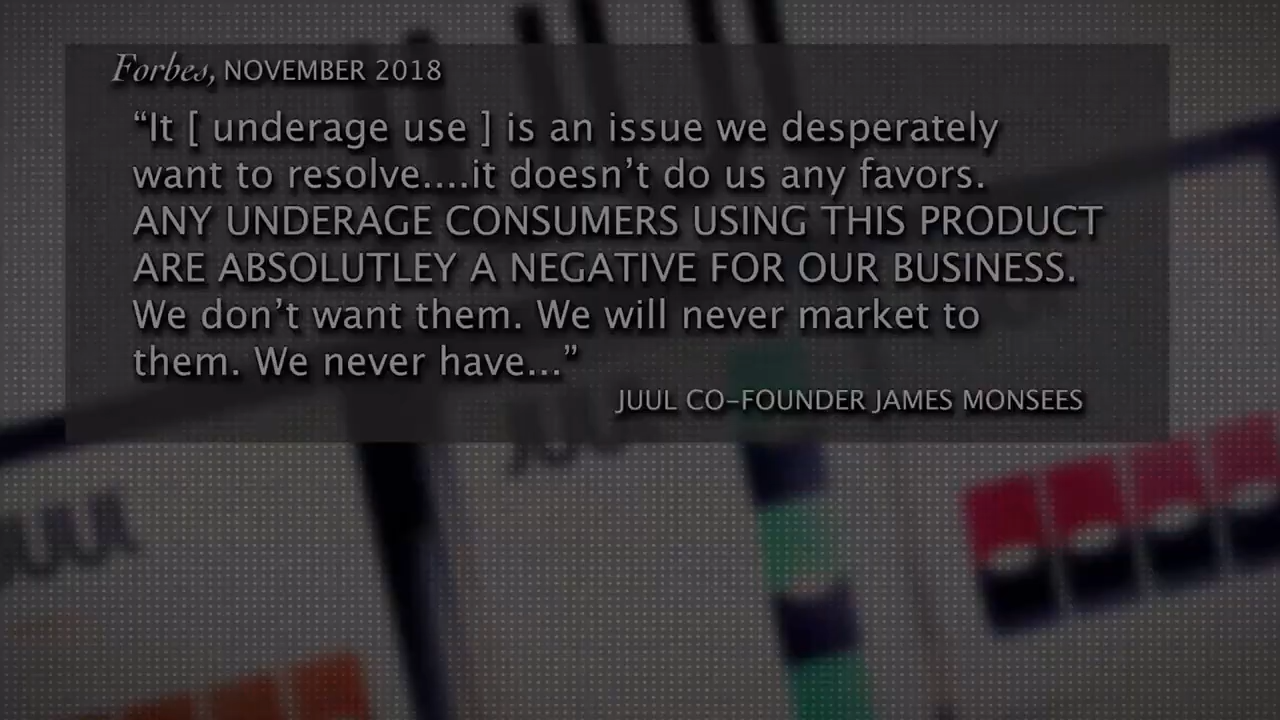 Forbes, NOVEMBER 2018
“It [ underage use ] is an issue we desperately
want to resolve....it doesn’t do us any favors.
ANY UNDERAGE CONSUMERS USING THIS PRODUCT
ARE ABSOLUTLEY A NEGATIVE FOR OUR BUSINESS.
We don’t want them. We will never market to
them. We never have...”
JUUL CO–FOUNDER JAMES MONSEES
JUUL
JUUL